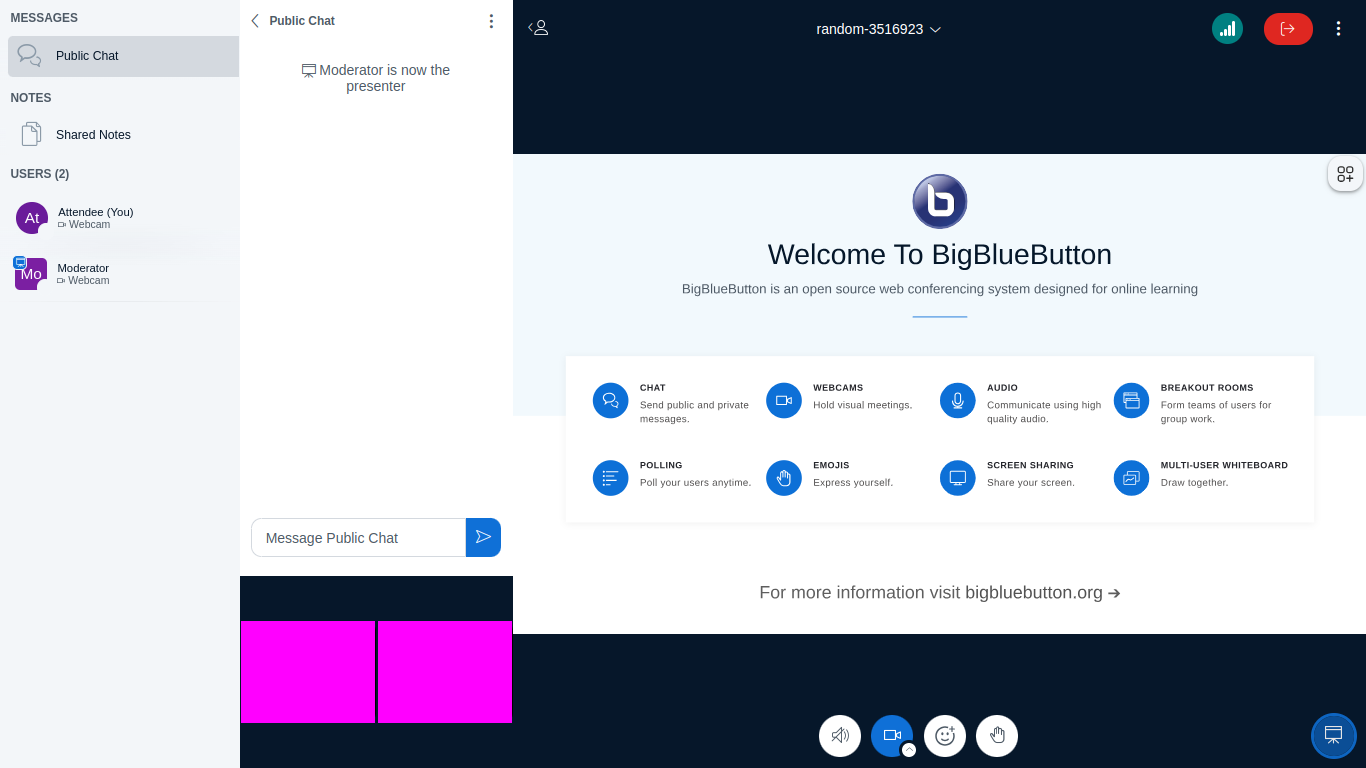 MESSAGES
Public Chat
NOTES
Shared Notes
USERS (2)
At
Attendee (You)
Webcam
Mo
Moderator
Webcam
Public Chat
Moderator is now the
presenter
Message Public Chat
random-3516923
Welcome To BigBlueButton
BigBlueButton is an open source web conferencing system designed for online learning
CHAT
Send public and private
messages.
WEBCAMS
Hold visual meetings.
AUDIO
Communicate using high
quality audio.
BREAKOUT ROOMS
Form teams of users for
group work.
POLLING
Poll your users anytime.
EMOJIS
Express yourself.
SCREEN SHARING
Share your screen.
MULTI-USER WHITEBOARD
Draw together.
For more information visit bigbluebutton.org →